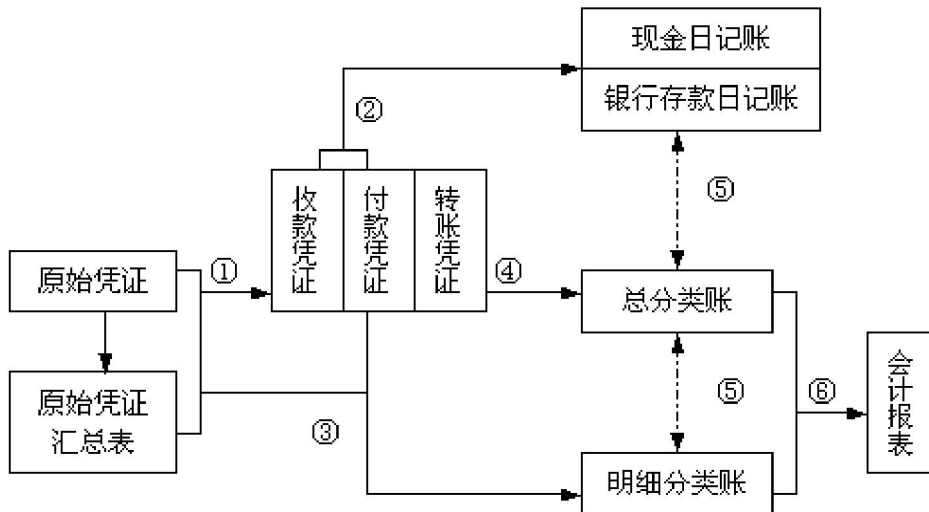 现金日记账
银行存款日记账
②
⑤
收款凭证
付款凭证
转账凭证
原始凭证
①
④
总分类账
原始凭证
汇总表
③
⑤
⑥
会计报表
明细分类账